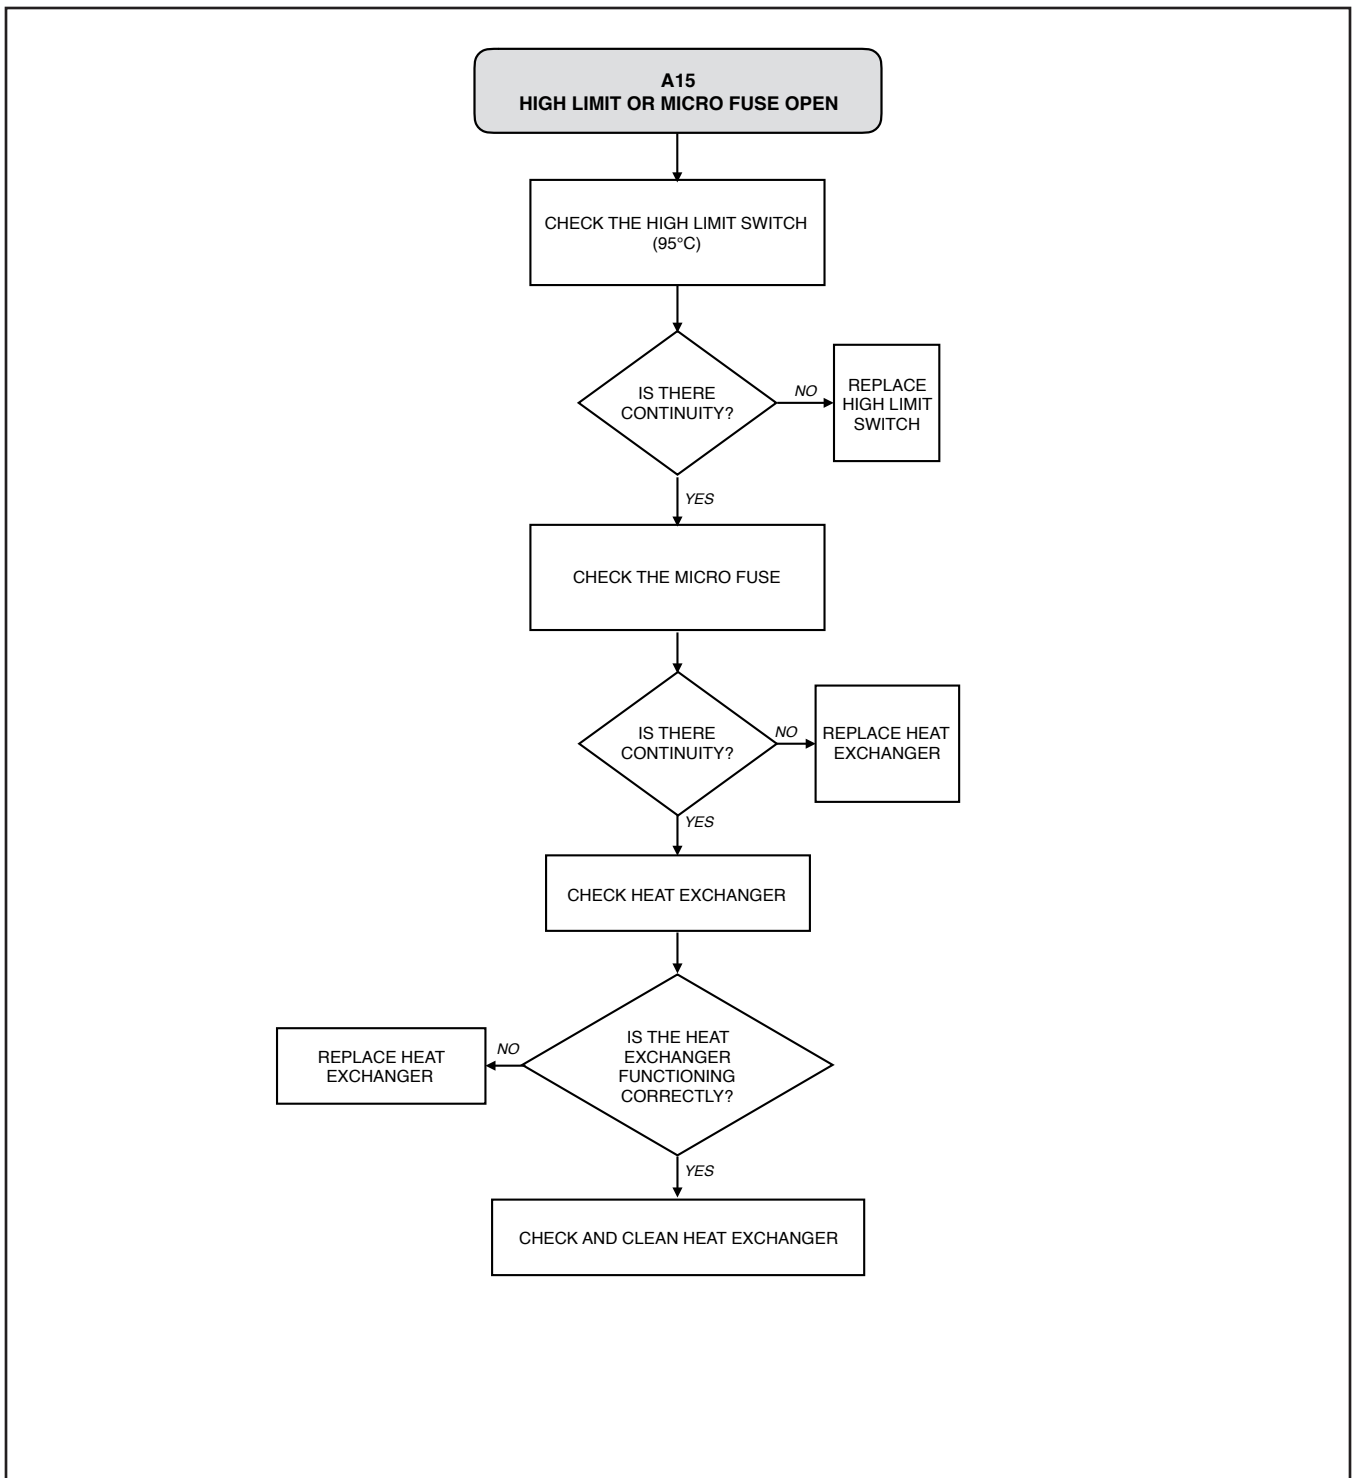 A15
HIGH LIMIT OR MICRO FUSE OPEN
CHECK THE HIGH LIMIT SWITCH
(95°C)
IS THERE
CONTINUITY?
NO
REPLACE
HIGH LIMIT
SWITCH
YES
CHECK THE MICRO FUSE
IS THERE
CONTINUITY?
NO
REPLACE HEAT
EXCHANGER
YES
CHECK HEAT EXCHANGER
IS THE HEAT
EXCHANGER
FUNCTIONING
CORRECTLY?
NO
REPLACE HEAT
EXCHANGER
YES
CHECK AND CLEAN HEAT EXCHANGER